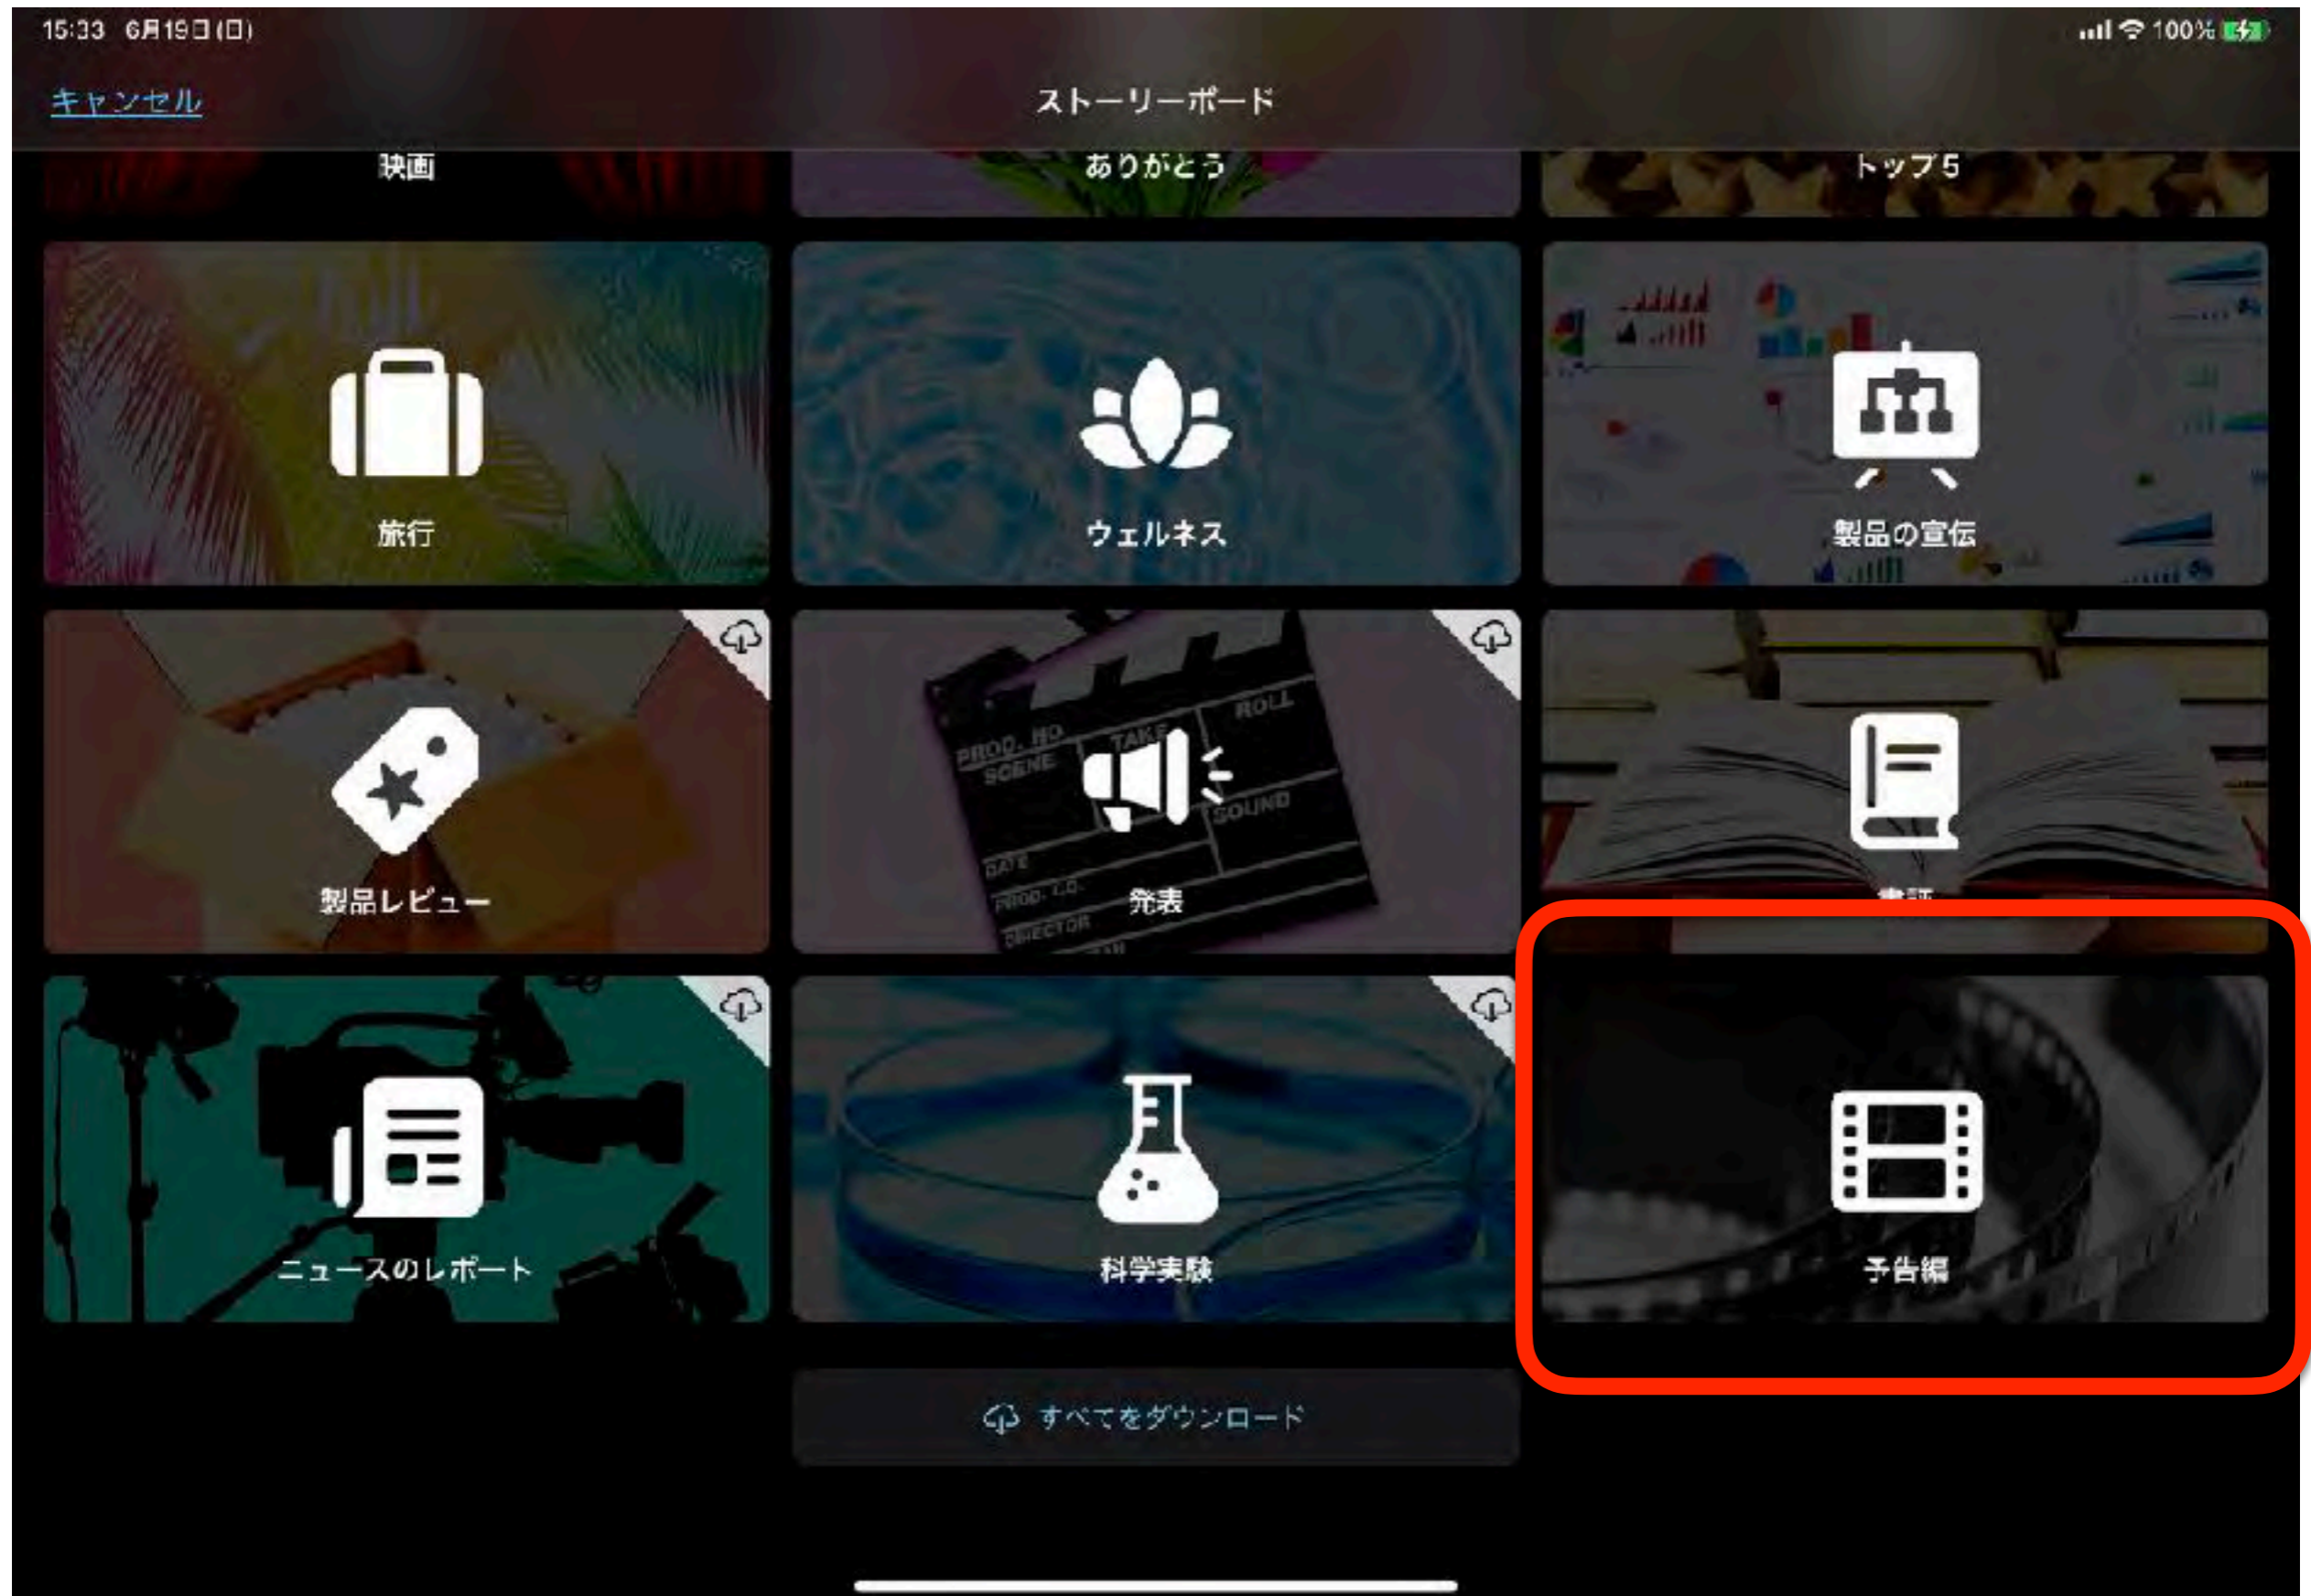 15:33 6月19日(日)
100%
キャンセル
ストーリーボード
映画
ありがとう
トップ5
旅行
ウェルネス
製品の宣伝
PROD. NO.
SCENE
TAKE
ROLL
SOUND
DATE
PROD. CO.
DIRECTOR
製品レビュー
発表
書評
ニュースのレポート
科学実験
予告編
すべてをダウンロード